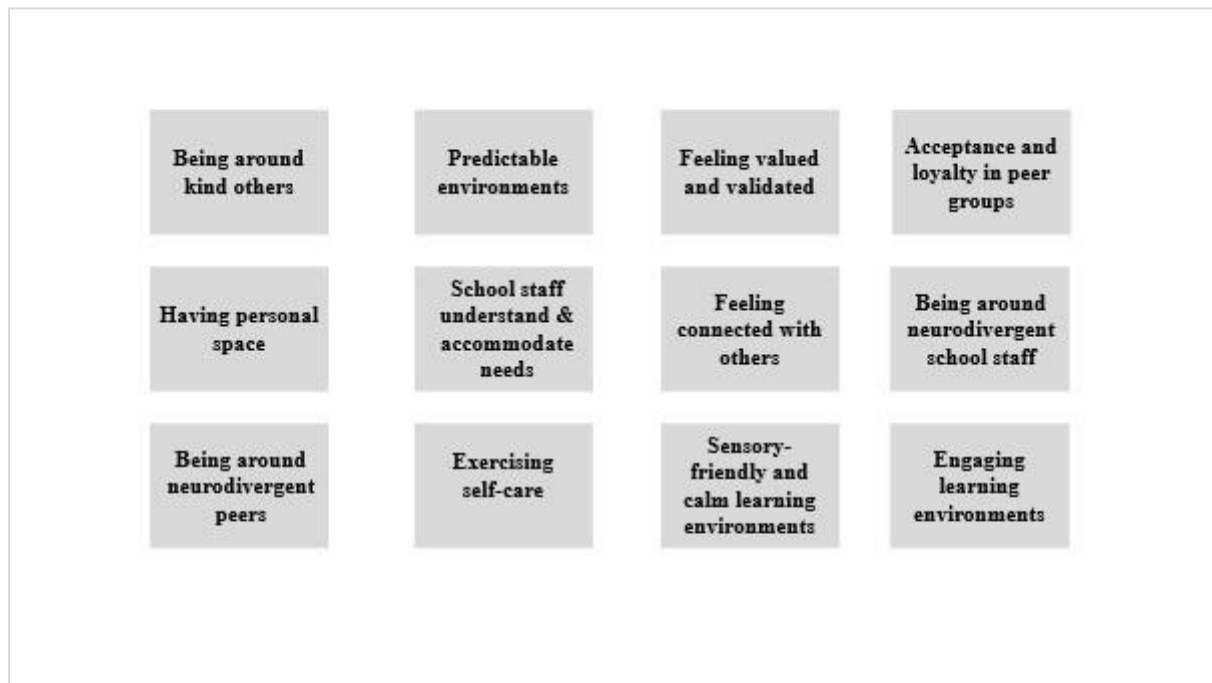 Being around
kind others
Predictable
environments
Feeling valued
and validated
Acceptance and
loyalty in peer
groups
Having personal
space
School staff
understand &
accommodate
needs
Feeling
connected with
others
Being around
neurodivergent
school staff
Being around
neurodivergent
peers
Exercising
self-care
Sensory-
friendly and
calm learning
environments
Engaging
learning
environments